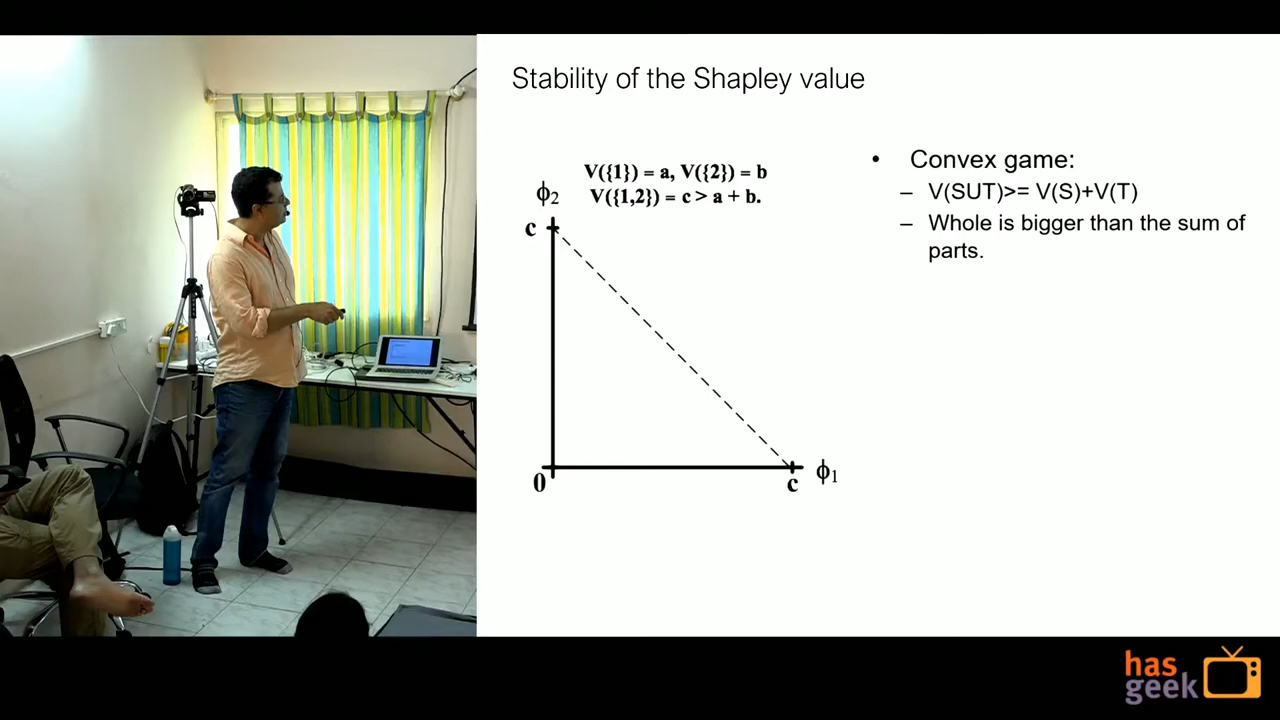 Stability of the Shapley value
V({1}) = a, V({2}) = b
V({1,2}) = c > a + b.
ϕ2
c
0
c
ϕ1
• Convex game:
– V(SUT)>= V(S)+V(T)
– Whole is bigger than the sum of
parts.
has
geek